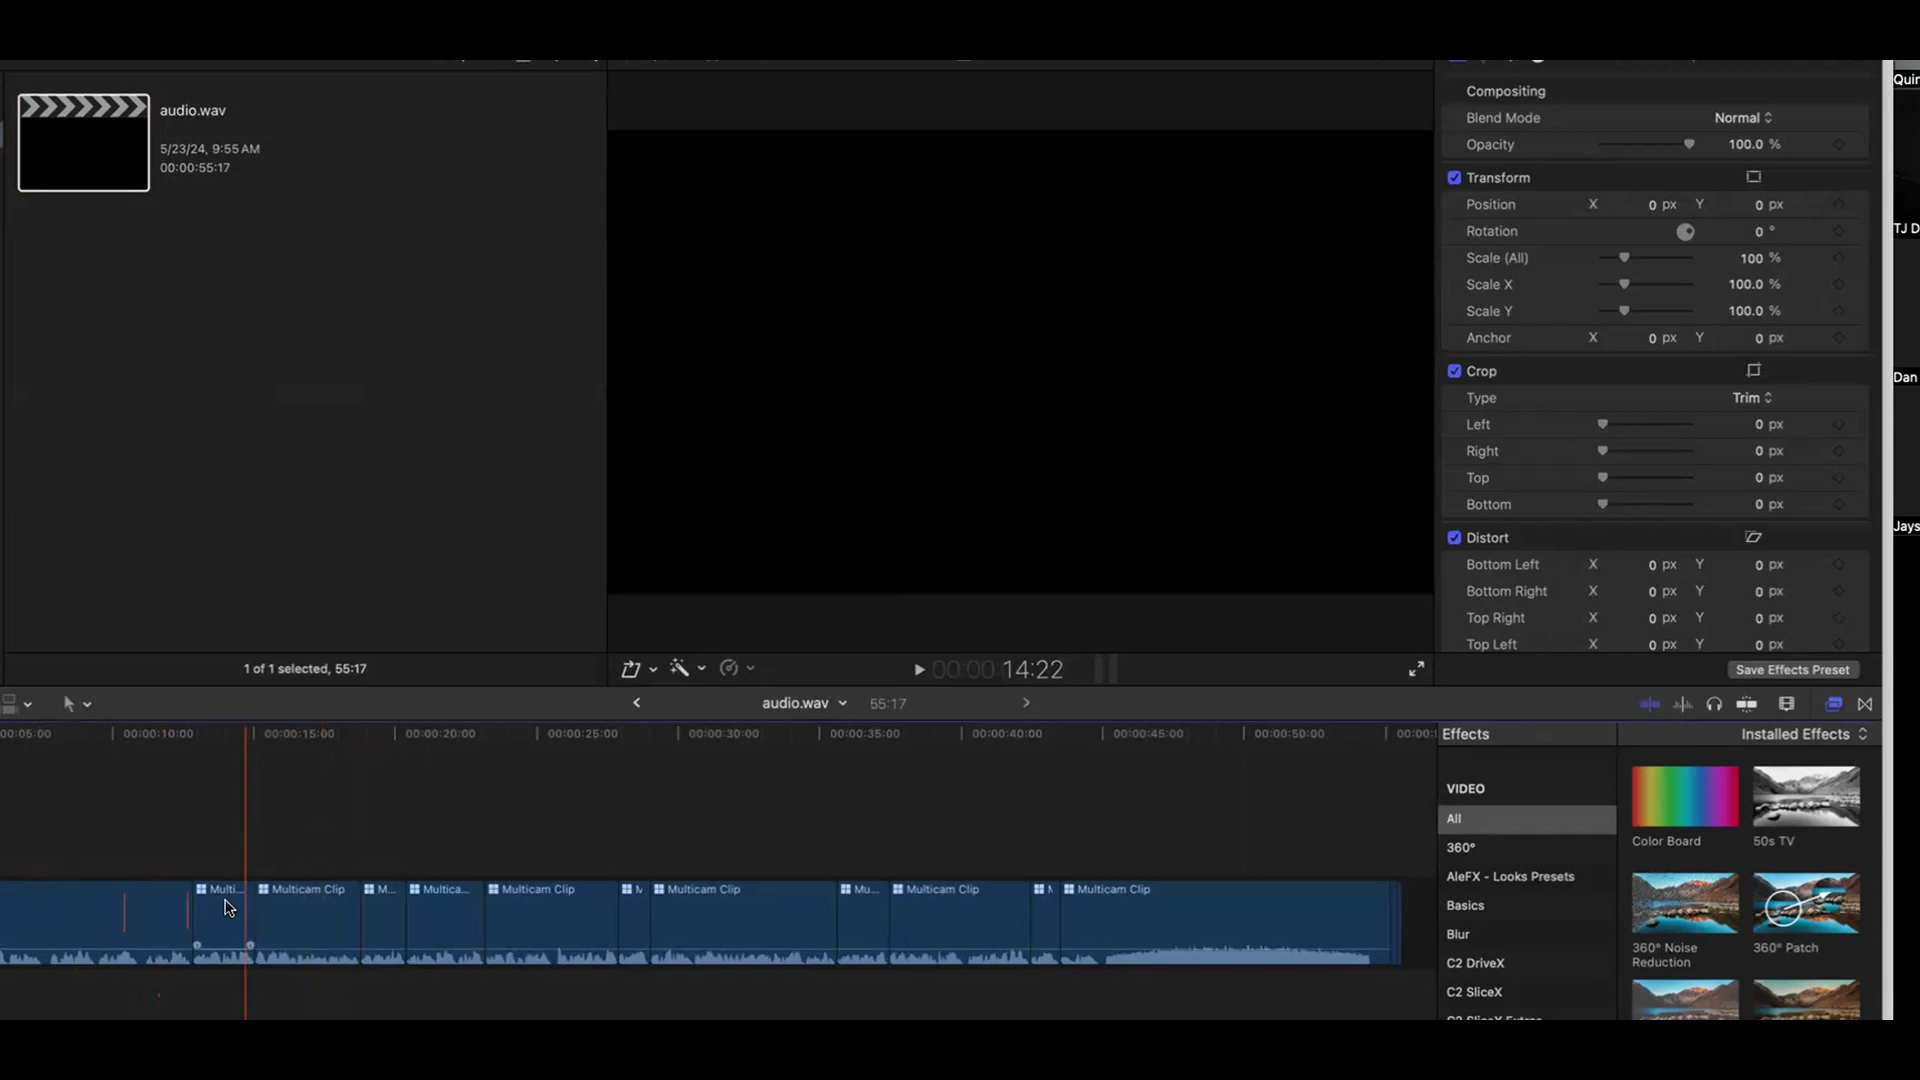 audio.wav
5/23/24, 9:55 AM
00:00:55:17
1 of 1 selected, 55:17
00:00:00:14:22
Compositing
Blend Mode Normal
Opacity 100.0 %
Transform
Position X 0 px Y 0 px
Rotation 0 °
Scale (All) 100 %
Scale X 100.0 %
Scale Y 100.0 %
Anchor X 0 px Y 0 px
Crop
Type Trim
Left 0 px
Right 0 px
Top 0 px
Bottom 0 px
Distort
Bottom Left X 0 px Y 0 px
Bottom Right X 0 px Y 0 px
Top Right X 0 px Y 0 px
Top Left X 0 px Y 0 px
Save Effects Preset
Quin
TJ D
Dan
Jays
audio.wav 55:17
00:05:00 00:00:10:00 00:00:15:00 00:00:20:00 00:00:25:00 00:00:30:00 00:00:35:00 00:00:40:00 00:00:45:00 00:00:50:00 00:00:
Multi... Multicam Clip M... Multica... Multicam Clip M Multicam Clip Mu... Multicam Clip Multicam Clip
Effects Installed Effects
VIDEO
All
360°
AleFX - Looks Presets
Basics
Blur
C2 DriveX
C2 SliceX
C2 SliceX Extras
Color Board
50s TV
360° Noise
Reduction
360° Patch